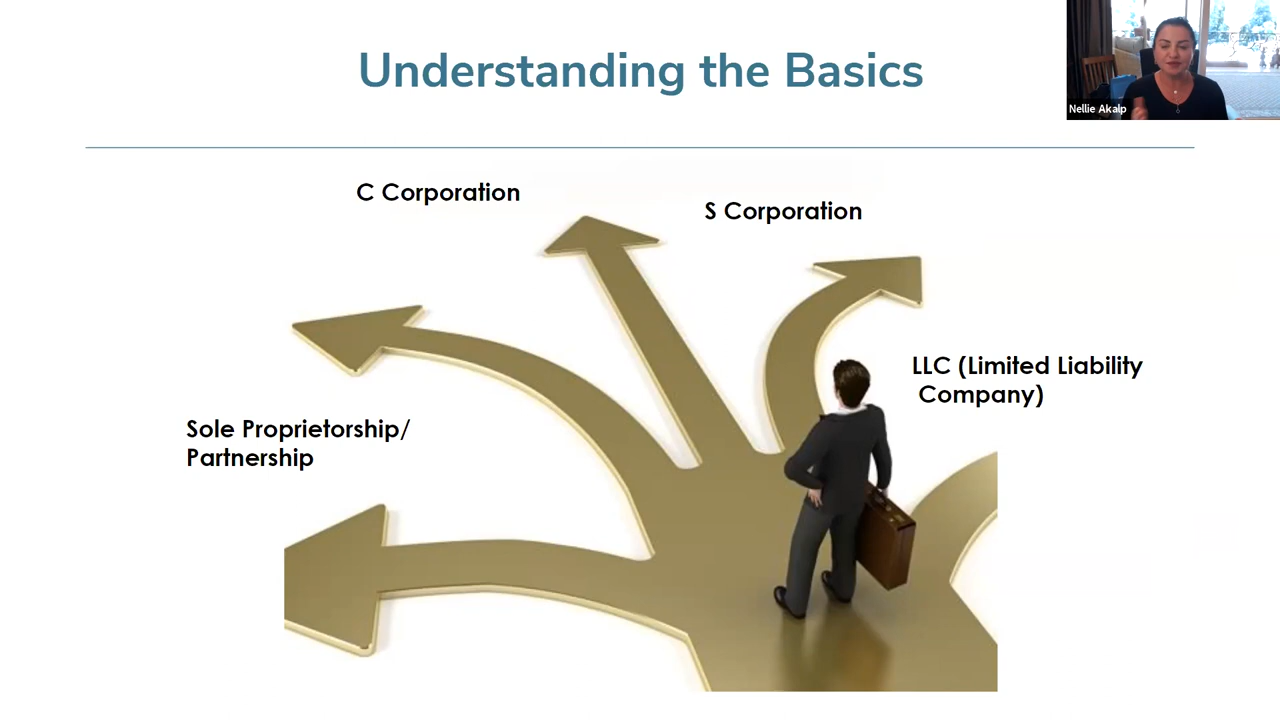 Understanding the Basics
Nellie Akalp
C Corporation
S Corporation
LLC (Limited Liability
Company)
Sole Proprietorship/
Partnership